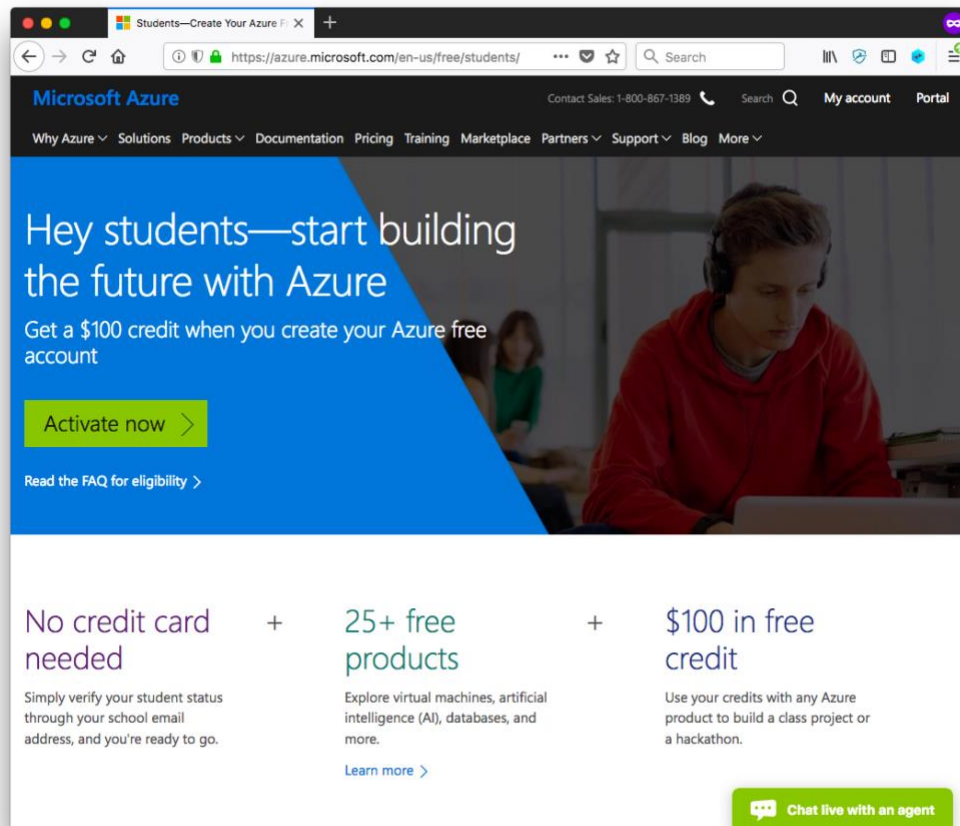 Students—Create Your Azure F
https://azure.microsoft.com/en-us/free/students/
Search
Microsoft Azure
Contact Sales: 1-800-867-1389
Search
My account
Portal
Why Azure Solutions Products Documentation Pricing Training Marketplace Partners Support Blog More
Hey students—start building
the future with Azure
Get a $100 credit when you create your Azure free
account
Activate now
Read the FAQ for eligibility
No credit card
needed
Simply verify your student status
through your school email
address, and you're ready to go.
+
25+ free
products
Explore virtual machines, artificial
intelligence (AI), databases, and
more.
Learn more
+
$100 in free
credit
Use your credits with any Azure
product to build a class project or
a hackathon.
Chat live with an agent